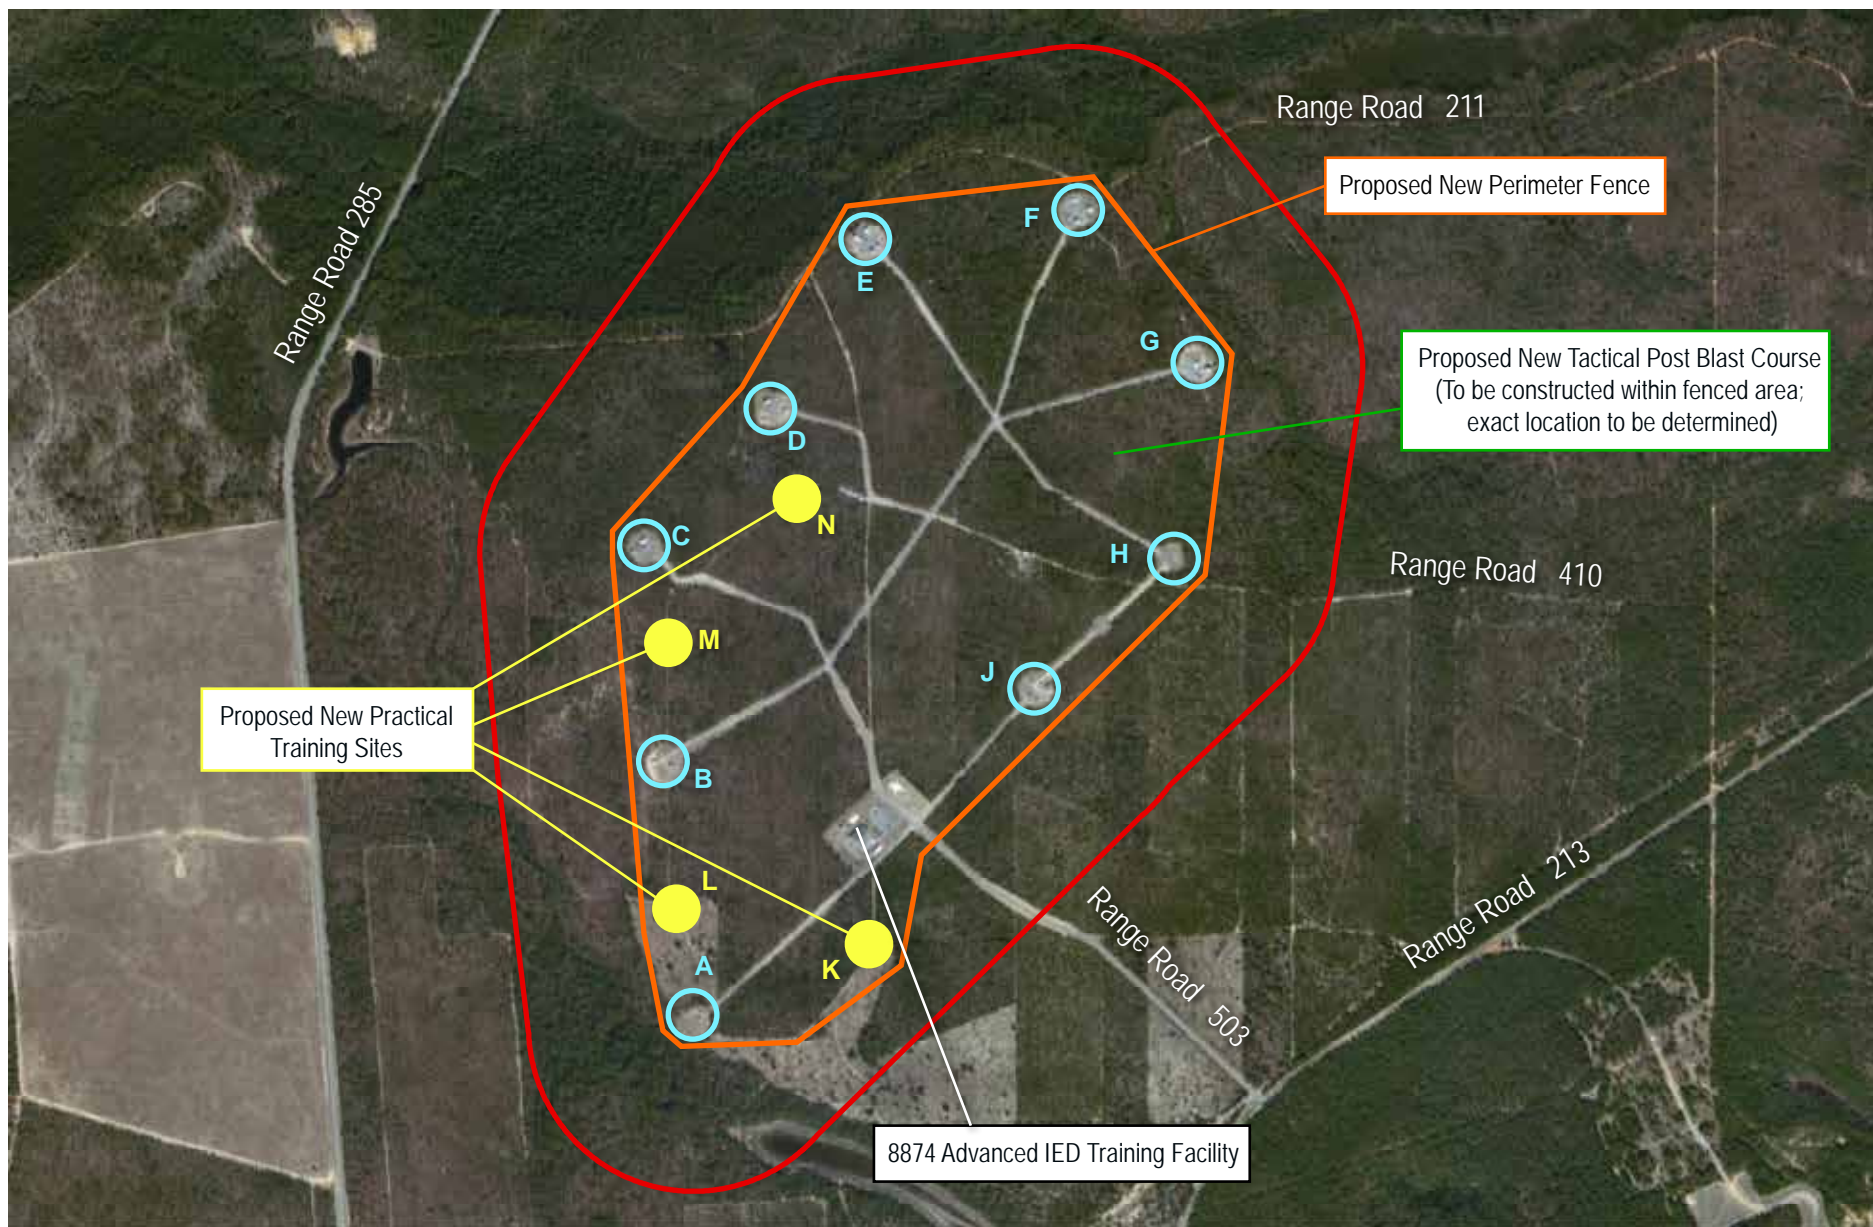 Range Road 211
Proposed New Perimeter Fence
Range Road 285
F
E
G
Proposed New Tactical Post Blast Course
(To be constructed within fenced area;
exact location to be determined)
D
N
C
H
Range Road 410
M
J
Proposed New Practical
Training Sites
B
L
Range Road 213
Range Road 503
A
K
8874 Advanced IED Training Facility